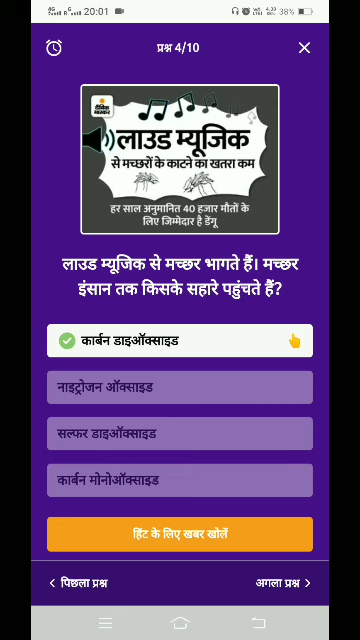 20:01
38%
प्रश्न 4/10
दैनिक भास्कर
लाउड म्यूजिक
से मच्छरों के काटने का खतरा कम
हर साल अनुमानित 40 हजार मौतों के
लिए जिम्मेदार है डेंगू
लाउड म्यूजिक से मच्छर भागते हैं। मच्छर
इंसान तक किसके सहारे पहुंचते हैं?
कार्बन डाइऑक्साइड
नाइट्रोजन ऑक्साइड
सल्फर डाइऑक्साइड
कार्बन मोनोऑक्साइड
हिंट के लिए खबर खोलें
पिछला प्रश्न
अगला प्रश्न